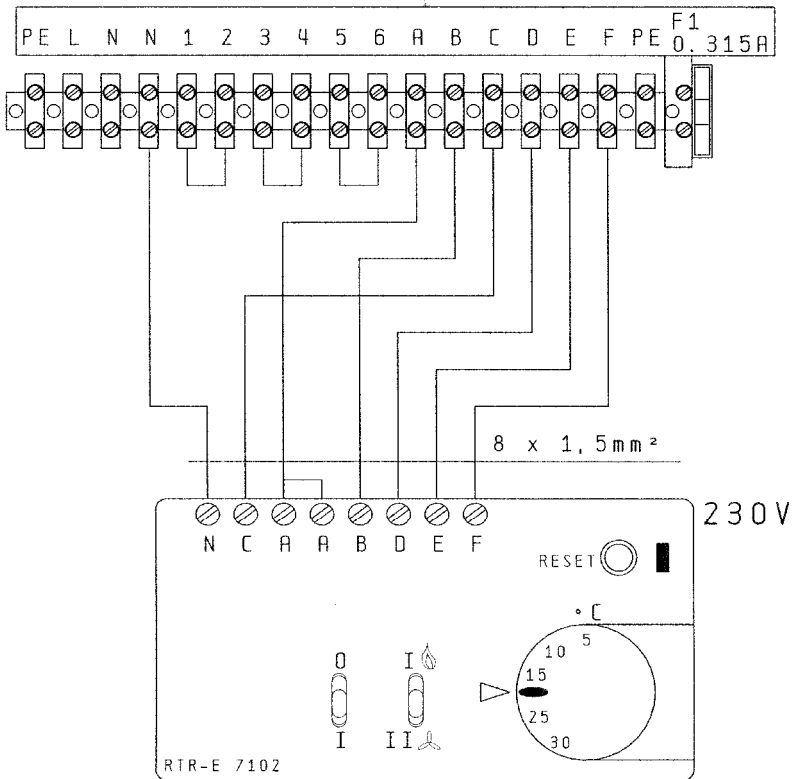 PE L N N 1 2 3 4 5 6 A B C D E F PE F1
0.315A
8 x 1,5mm²
230V
N C A A B D E F
RESET
°C
5
10
15
25
30
O I
I II
RTR-E 7102